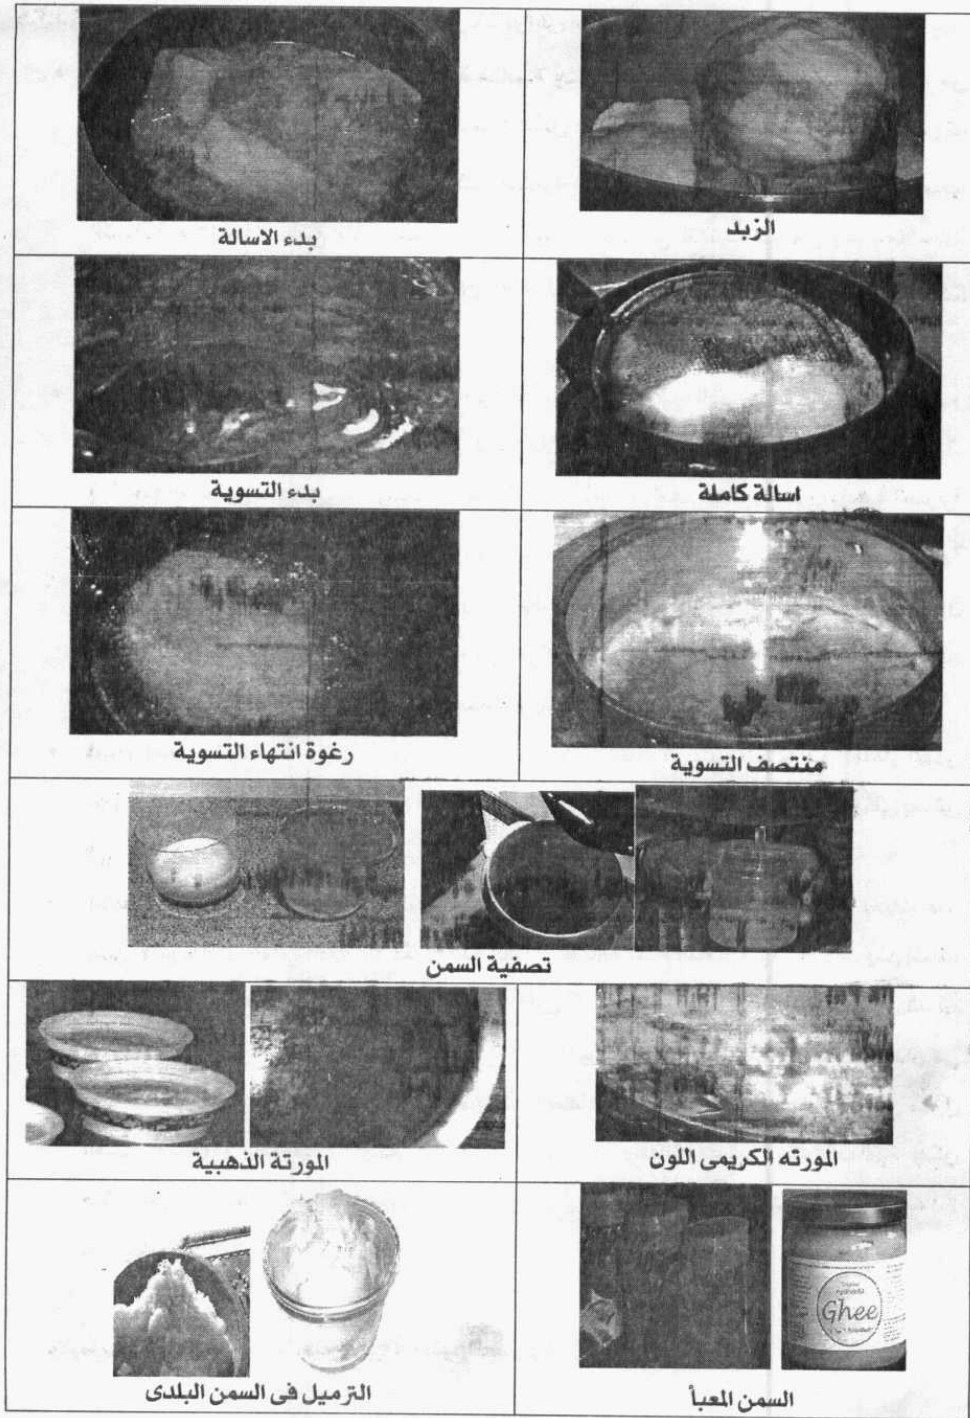 الزبد
بدء الاسالة
اسالة كاملة
بدء التسوية
منتصف التسوية
رغوة انتهاء التسوية
تصفية السمن
المورته الكريمى اللون
المورتة الذهبية
Ghee
السمن المعبأ
الترميل فى السمن البلدى